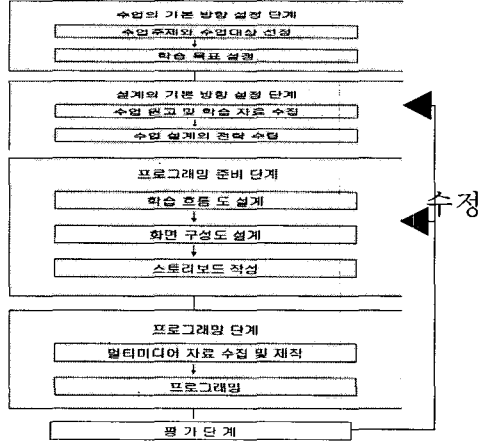 수업의 기본 방향 설정 단계
수업주제와 수업대상 선정
학습 목표 설정
설계의 기본 방향 설정 단계
수업 원고 및 학습 자료 수집
수업 설계의 전략 수립
프로그래밍 준비 단계
학습 흐름 도 설계
수정
화면 구성도 설계
스토리보드 작성
프로그래밍 단계
멀티미디어 자료 수집 및 제작
프로그래밍
평 가 단 계